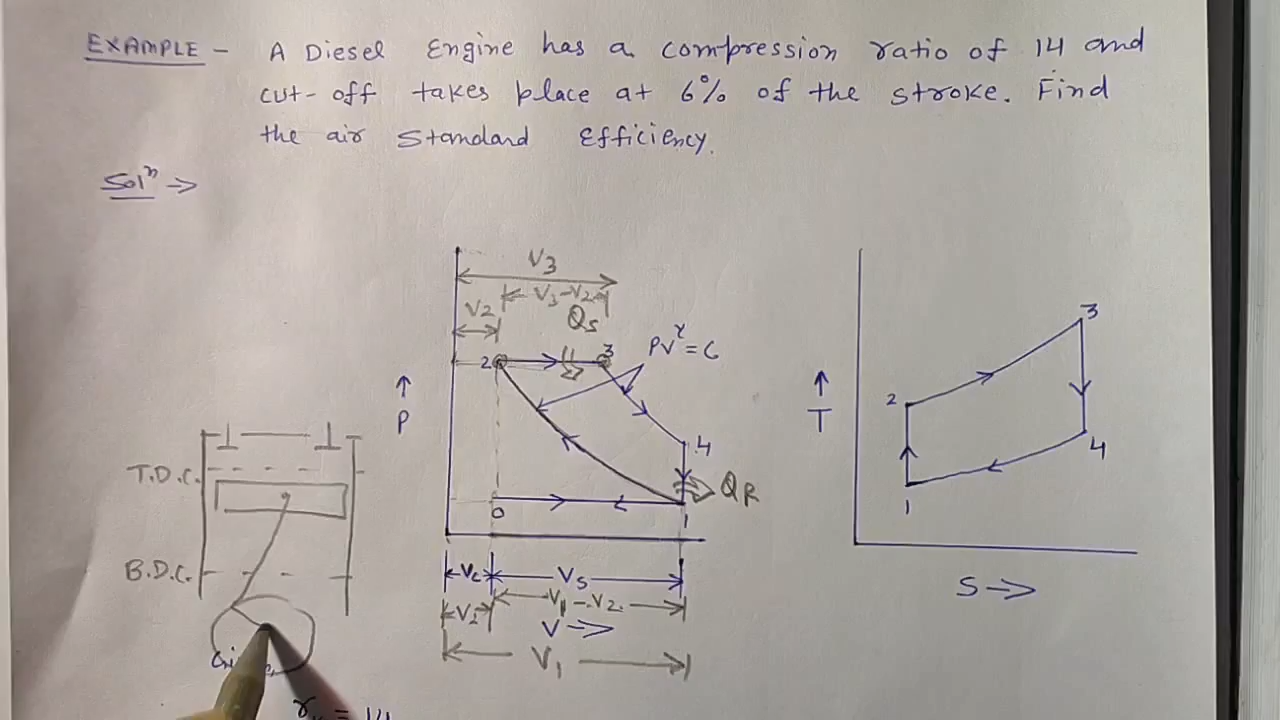 EXAMPLE - A Diesel Engine has a compression ratio of 14 and
cut-off takes place at 6% of the stroke. Find
the air standard Efficiency.
Solⁿ →
V3
V3-V2
V2
QS
2
3
PVᵞ = C
↑
P
4
QR
0
1
VC
VS
V2
V1 - V2
V →
V1
T.D.C.
B.D.C.
= 14
↑
T
3
2
4
1
S →